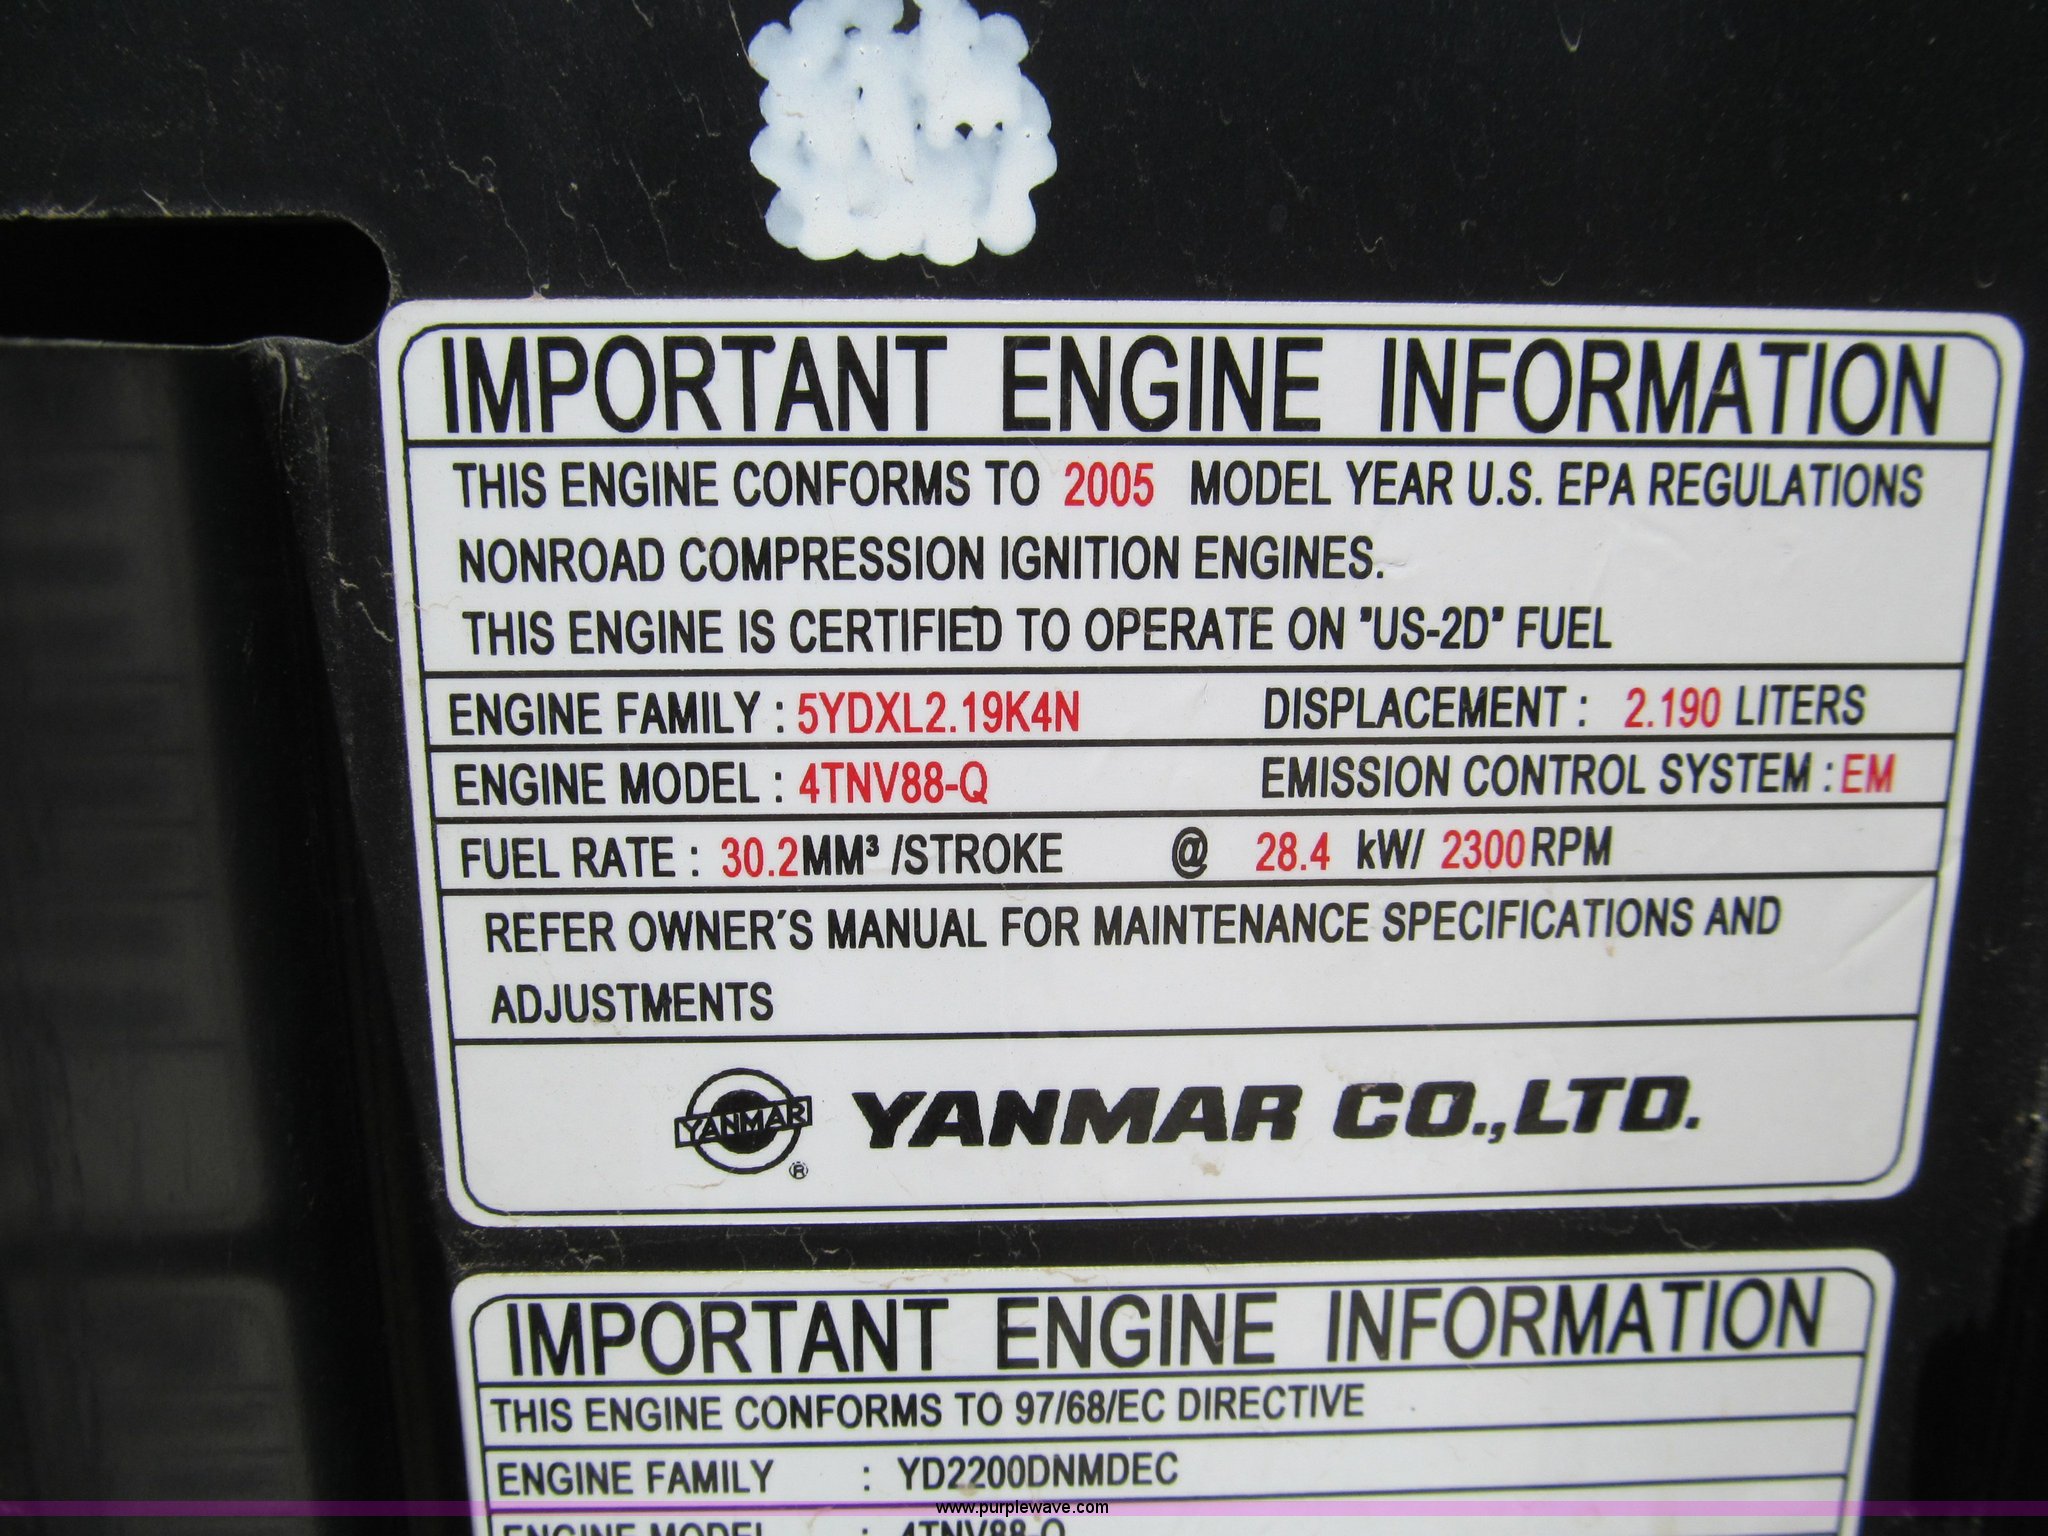 IMPORTANT ENGINE INFORMATION
THIS ENGINE CONFORMS TO 2005 MODEL YEAR U.S. EPA REGULATIONS
NONROAD COMPRESSION IGNITION ENGINES.
THIS ENGINE IS CERTIFIED TO OPERATE ON "US-2D" FUEL
ENGINE FAMILY : 5YDXL2.19K4N DISPLACEMENT : 2.190 LITERS
ENGINE MODEL : 4TNV88-Q EMISSION CONTROL SYSTEM : EM
FUEL RATE : 30.2MM³ /STROKE @ 28.4 kW/ 2300RPM
REFER OWNER'S MANUAL FOR MAINTENANCE SPECIFICATIONS AND
ADJUSTMENTS
YANMAR ® YANMAR CO.,LTD.
IMPORTANT ENGINE INFORMATION
THIS ENGINE CONFORMS TO 97/68/EC DIRECTIVE
ENGINE FAMILY : YD2200DNMDEC
www.purplewave.com
ENGINE MODEL : 4TNV88-Q